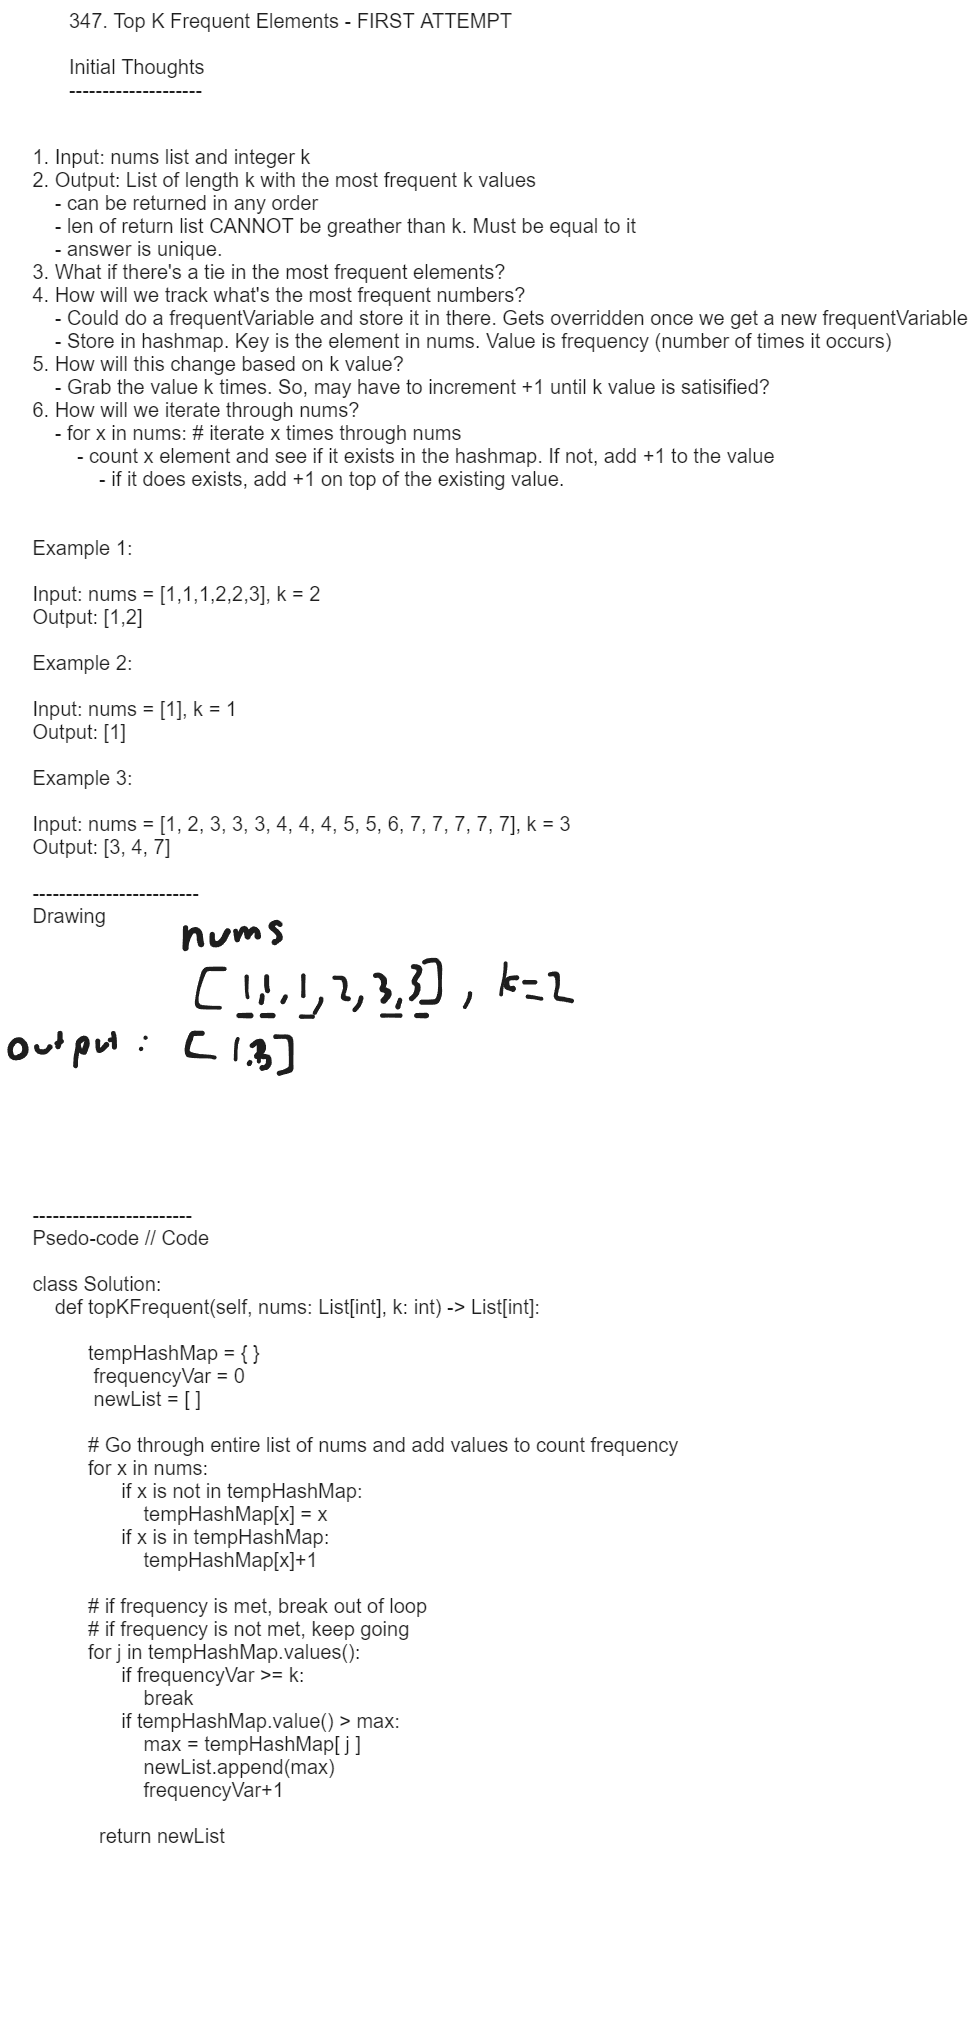 347. Top K Frequent Elements - FIRST ATTEMPT
Initial Thoughts
--------------------
1. Input: nums list and integer k
2. Output: List of length k with the most frequent k values
- can be returned in any order
- len of return list CANNOT be greather than k. Must be equal to it
- answer is unique.
3. What if there's a tie in the most frequent elements?
4. How will we track what's the most frequent numbers?
- Could do a frequentVariable and store it in there. Gets overridden once we get a new frequentVariable
- Store in hashmap. Key is the element in nums. Value is frequency (number of times it occurs)
5. How will this change based on k value?
- Grab the value k times. So, may have to increment +1 until k value is satisified?
6. How will we iterate through nums?
- for x in nums: # iterate x times through nums
- count x element and see if it exists in the hashmap. If not, add +1 to the value
- if it does exists, add +1 on top of the existing value.
Example 1:
Input: nums = [1,1,1,2,2,3], k = 2
Output: [1,2]
Example 2:
Input: nums = [1], k = 1
Output: [1]
Example 3:
Input: nums = [1, 2, 3, 3, 3, 4, 4, 4, 5, 5, 6, 7, 7, 7, 7, 7], k = 3
Output: [3, 4, 7]
-------------------------
Drawing
nums
[1,1,1,2,3,3], k=2
output: [1.3]
------------------------
Psedo-code // Code
class Solution:
def topKFrequent(self, nums: List[int], k: int) -> List[int]:
tempHashMap = { }
frequencyVar = 0
newList = [ ]
# Go through entire list of nums and add values to count frequency
for x in nums:
if x is not in tempHashMap:
tempHashMap[x] = x
if x is in tempHashMap:
tempHashMap[x]+1
# if frequency is met, break out of loop
# if frequency is not met, keep going
for j in tempHashMap.values():
if frequencyVar >= k:
break
if tempHashMap.value() > max:
max = tempHashMap[ j ]
newList.append(max)
frequencyVar+1
return newList